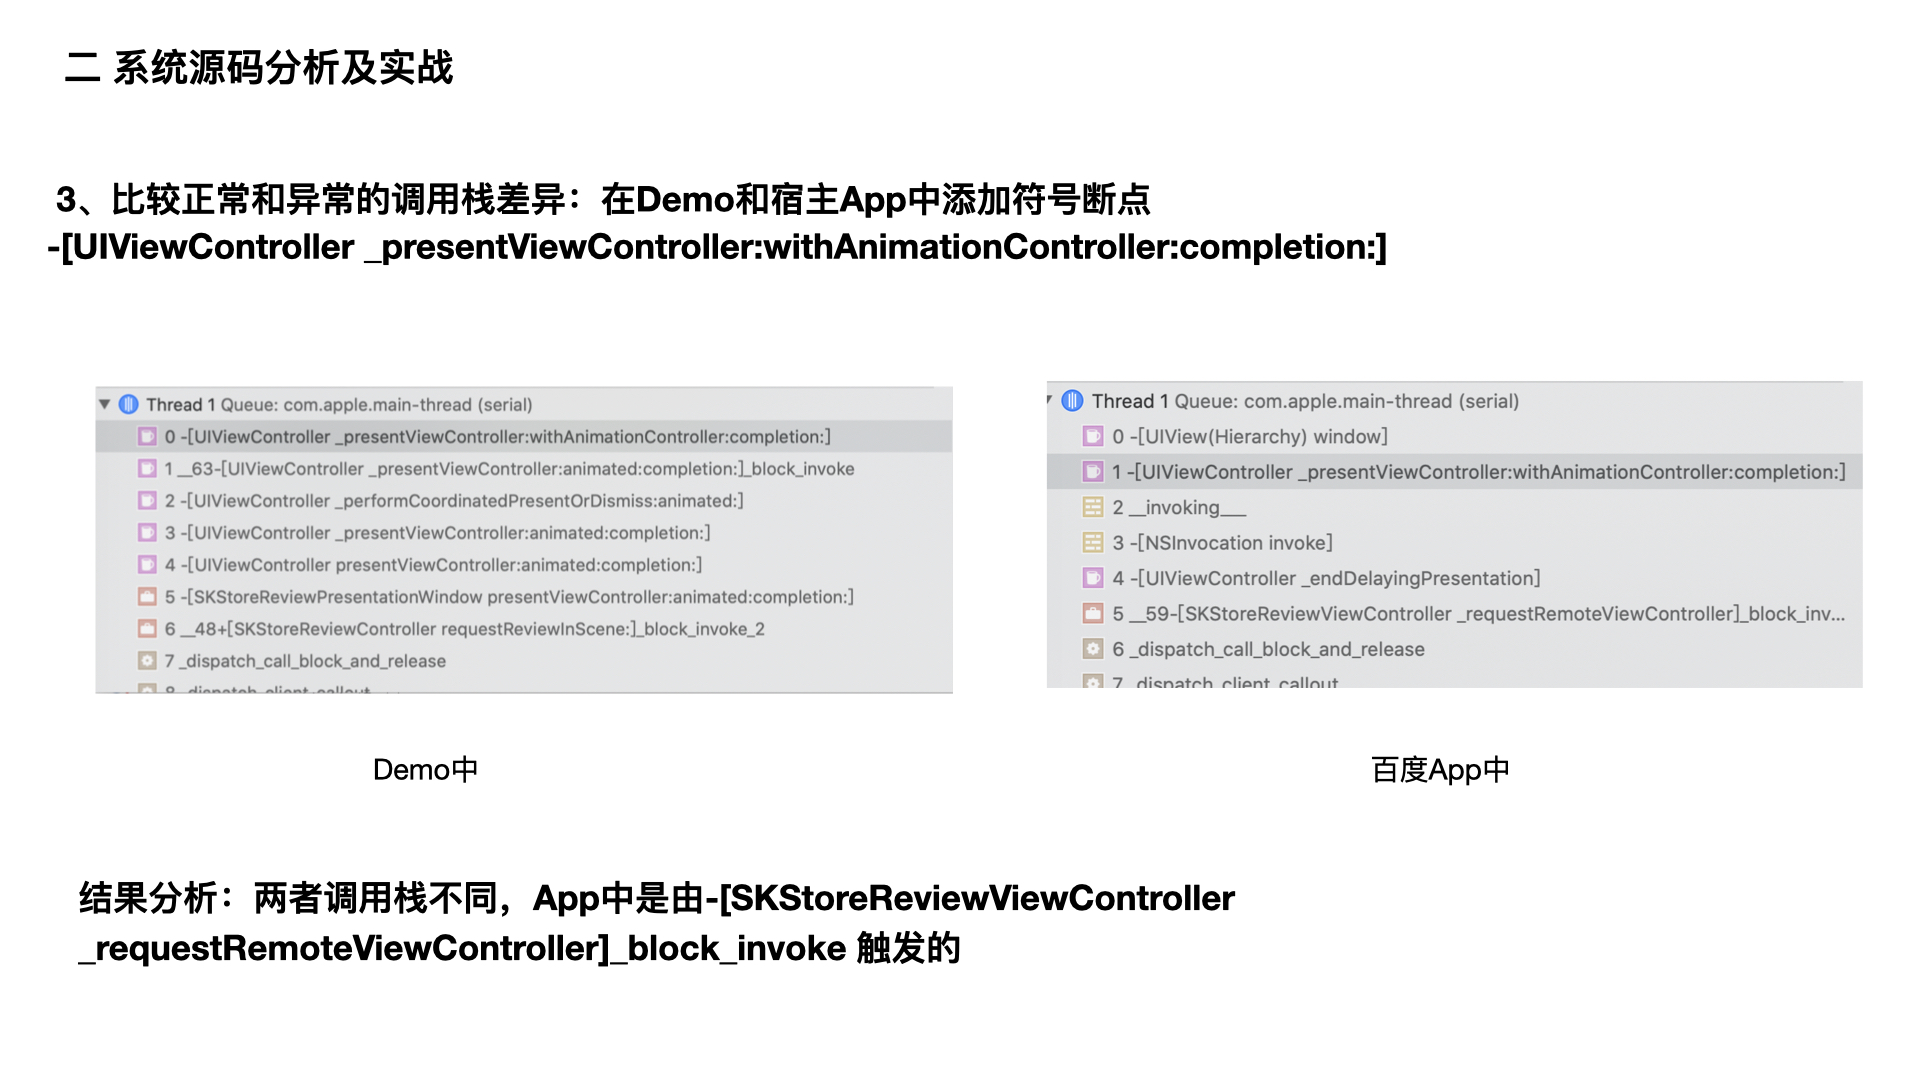 二 系统源码分析及实战
3、比较正常和异常的调用栈差异：在Demo和宿主App中添加符号断点
-[UIViewController _presentViewController:withAnimationController:completion:]
Thread 1 Queue: com.apple.main-thread (serial)
0 -[UIViewController _presentViewController:withAnimationController:completion:]
1 __63-[UIViewController _presentViewController:animated:completion:]_block_invoke
2 -[UIViewController _performCoordinatedPresentOrDismiss:animated:]
3 -[UIViewController _presentViewController:animated:completion:]
4 -[UIViewController presentViewController:animated:completion:]
5 -[SKStoreReviewPresentationWindow presentViewController:animated:completion:]
6 __48+[SKStoreReviewController requestReviewInScene:]_block_invoke_2
7 _dispatch_call_block_and_release
8 _dispatch_client_callout
Thread 1 Queue: com.apple.main-thread (serial)
0 -[UIView(Hierarchy) window]
1 -[UIViewController _presentViewController:withAnimationController:completion:]
2 __invoking___
3 -[NSInvocation invoke]
4 -[UIViewController _endDelayingPresentation]
5 __59-[SKStoreReviewViewController _requestRemoteViewController]_block_inv...
6 _dispatch_call_block_and_release
7 _dispatch_client_callout
Demo中
百度App中
结果分析：两者调用栈不同，App中是由-[SKStoreReviewViewController
_requestRemoteViewController]_block_invoke 触发的